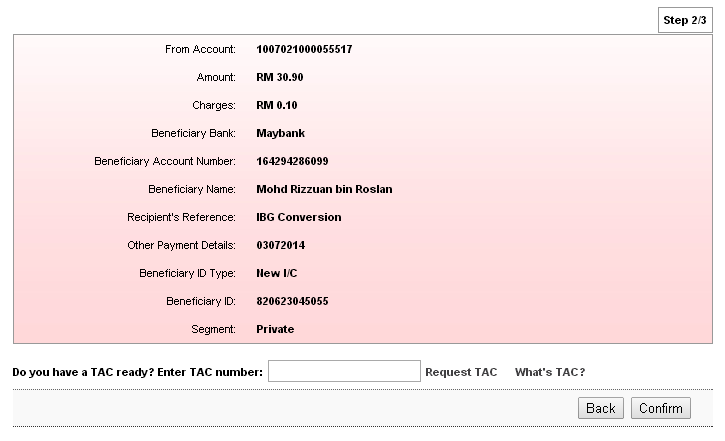 Step 2/3
From Account: 1007021000055517
Amount: RM 30.90
Charges: RM 0.10
Beneficiary Bank: Maybank
Beneficiary Account Number: 164294286099
Beneficiary Name: Mohd Rizzuan bin Roslan
Recipient's Reference: IBG Conversion
Other Payment Details: 03072014
Beneficiary ID Type: New I/C
Beneficiary ID: 820623045055
Segment: Private
Do you have a TAC ready? Enter TAC number: Request TAC What's TAC?
Back Confirm